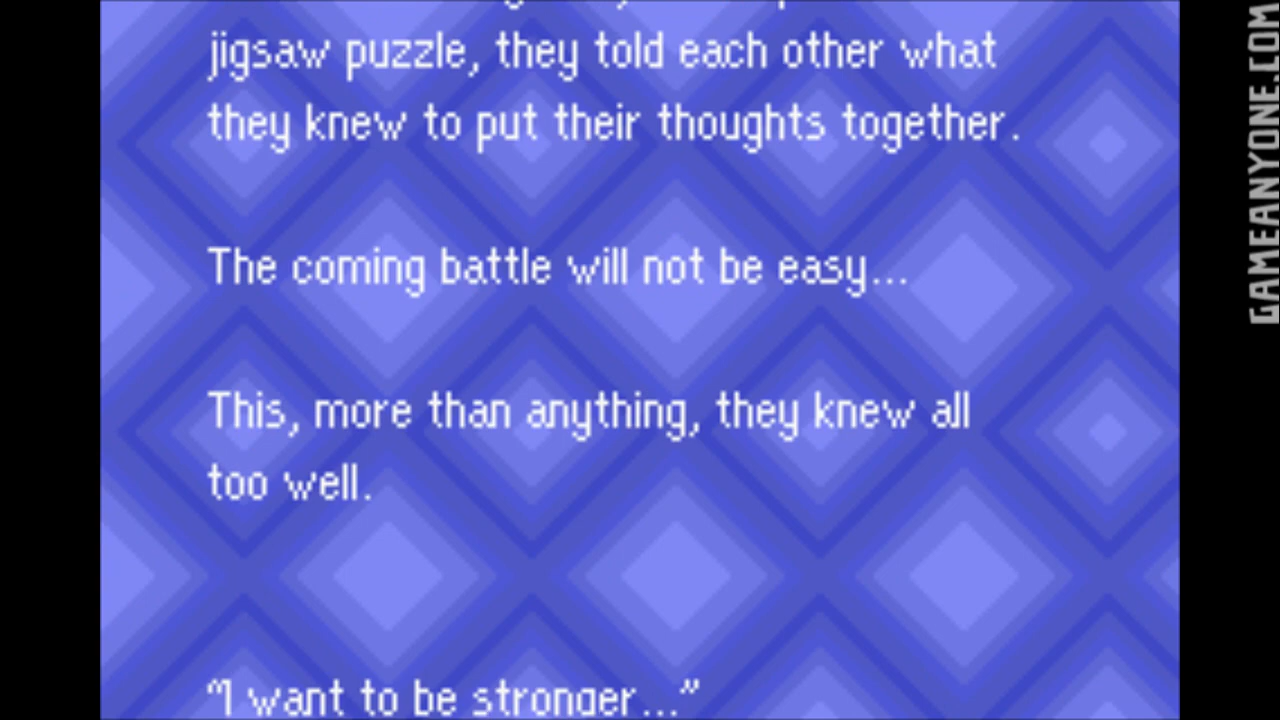 jigsaw puzzle, they told each other what
they knew to put their thoughts together.
The coming battle will not be easy...
This, more than anything, they knew all
too well.
“I want to be stronger...”
GAMEANYONE.COM